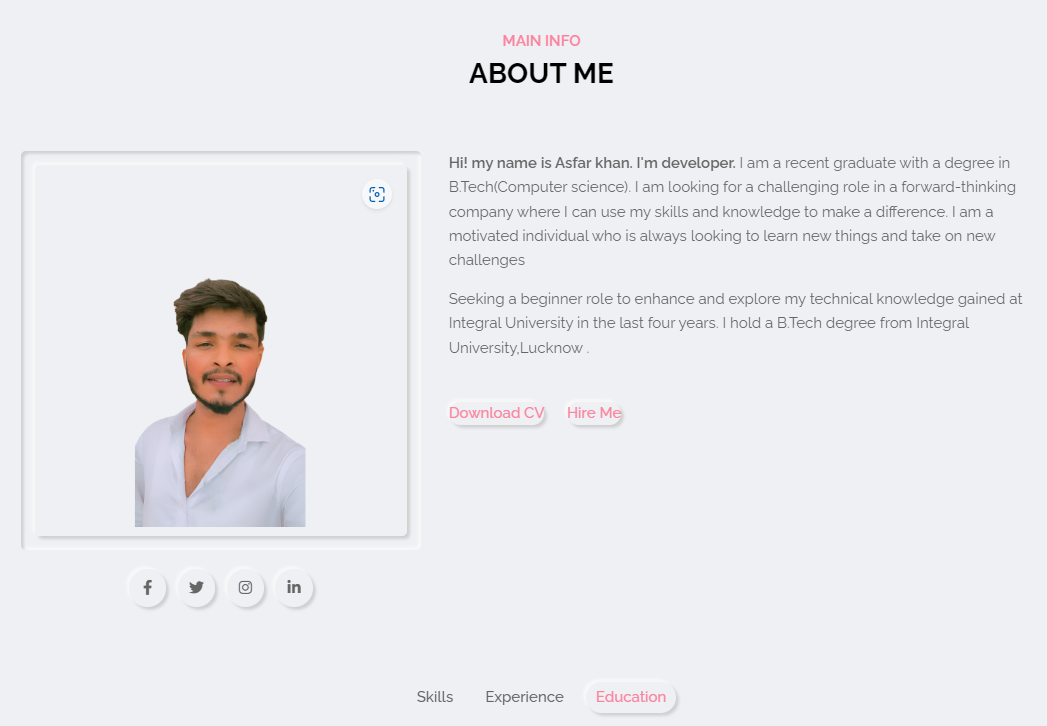 MAIN INFO
ABOUT ME
Hi! my name is Asfar khan. I'm developer. I am a recent graduate with a degree in
B.Tech(Computer science). I am looking for a challenging role in a forward-thinking
company where I can use my skills and knowledge to make a difference. I am a
motivated individual who is always looking to learn new things and take on new
challenges
Seeking a beginner role to enhance and explore my technical knowledge gained at
Integral University in the last four years. I hold a B.Tech degree from Integral
University,Lucknow .
Download CV Hire Me
Skills Experience Education